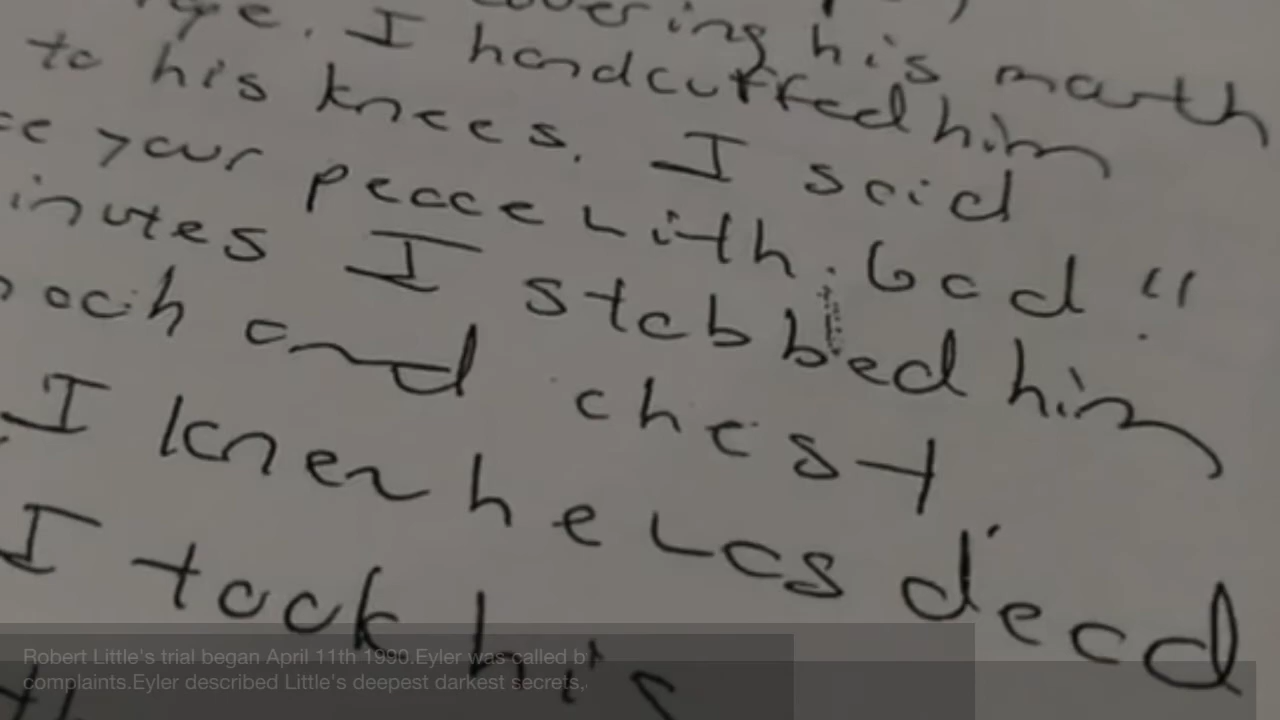 covering his mouth
I handcuffed him
to his knees. I said
your peace with God "
inutes I stabbed him
and chest
I knew he was dead
I took his
Robert Little's trial began April 11th 1990.Eyler was called b
complaints.Eyler described Little's deepest darkest secrets,